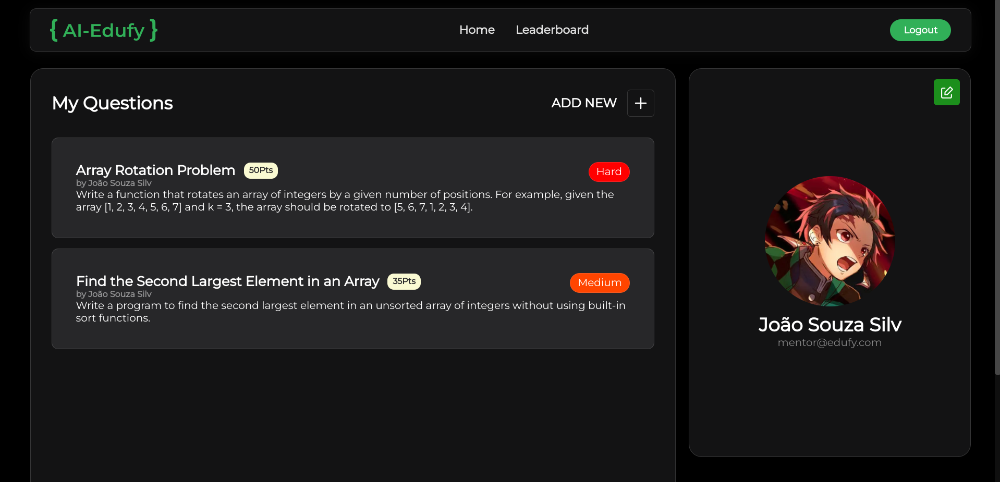 { AI-Edufy }
Home
Leaderboard
Logout
My Questions
ADD NEW
Array Rotation Problem
50Pts
Hard
by João Souza Silv
Write a function that rotates an array of integers by a given number of positions. For example, given the
array [1, 2, 3, 4, 5, 6, 7] and k = 3, the array should be rotated to [5, 6, 7, 1, 2, 3, 4].
Find the Second Largest Element in an Array
35Pts
Medium
by João Souza Silv
Write a program to find the second largest element in an unsorted array of integers without using built-in
sort functions.
João Souza Silv
mentor@edufy.com